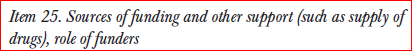 Item 25. Sources of funding and other support (such as supply of
drugs), role of funders